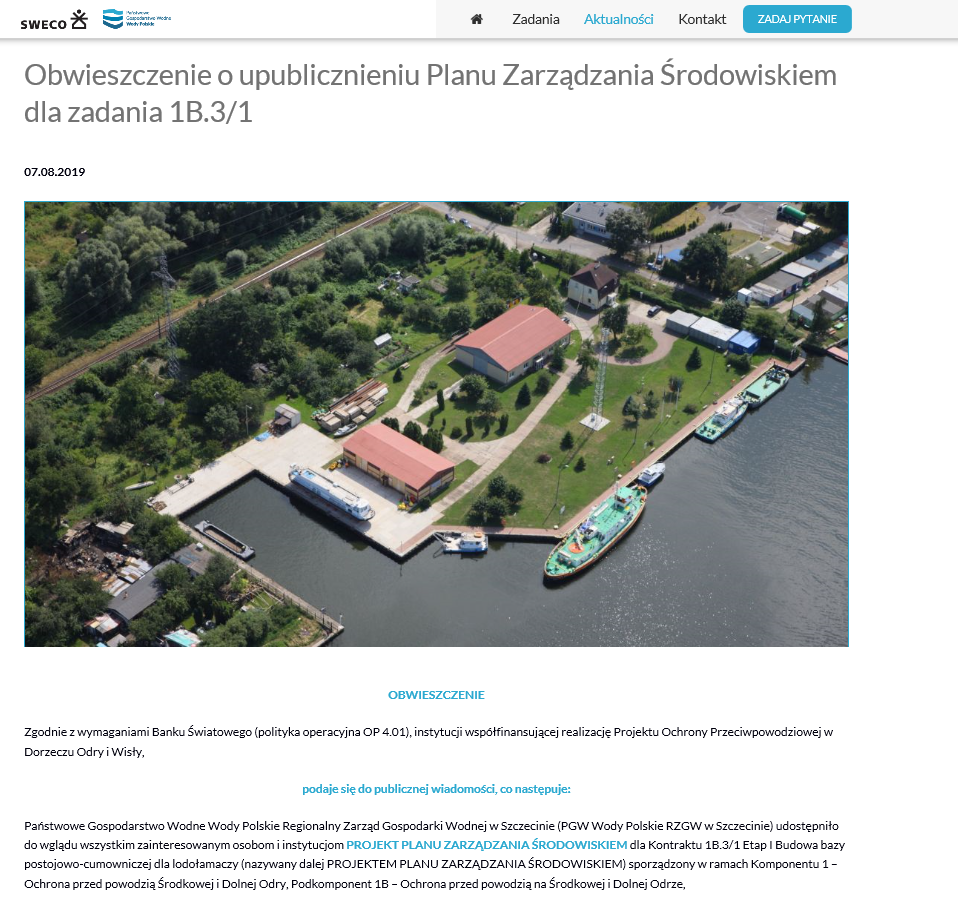 SWECO
Państwowe
Gospodarstwo Wodne
Wody Polskie
Zadania
Aktualności
Kontakt
ZADAJ PYTANIE
Obwieszczenie o upublicznieniu Planu Zarządzania Środowiskiem
dla zadania 1B.3/1
07.08.2019
OBWIESZCZENIE
Zgodnie z wymaganiami Banku Światowego (polityka operacyjna OP 4.01), instytucji współfinansującej realizację Projektu Ochrony Przeciwpowodziowej w
Dorzeczu Odry i Wisły,
podaje się do publicznej wiadomości, co następuje:
Państwowe Gospodarstwo Wodne Wody Polskie Regionalny Zarząd Gospodarki Wodnej w Szczecinie (PGW Wody Polskie RZGW w Szczecinie) udostępniło
do wglądu wszystkim zainteresowanym osobom i instytucjom PROJEKT PLANU ZARZĄDZANIA ŚRODOWISKIEM dla Kontraktu 1B.3/1 Etap I Budowa bazy
postojowo-cumowniczej dla lodołamaczy (nazywany dalej PROJEKTEM PLANU ZARZĄDZANIA ŚRODOWISKIEM) sporządzony w ramach Komponentu 1 –
Ochrona przed powodzią Środkowej i Dolnej Odry, Podkomponent 1B – Ochrona przed powodzią na Środkowej i Dolnej Odrze,